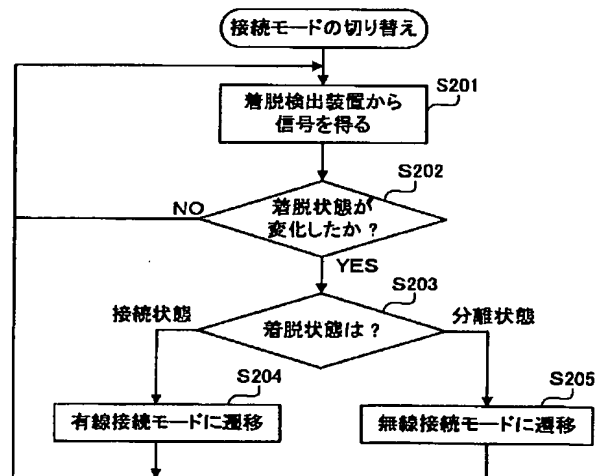 接続モードの切り替え
S201
着脱検出装置から
信号を得る
S202
着脱状態が
変化したか？
NO
YES
S203
着脱状態は？
接続状態
分離状態
S204
有線接続モードに遷移
S205
無線接続モードに遷移